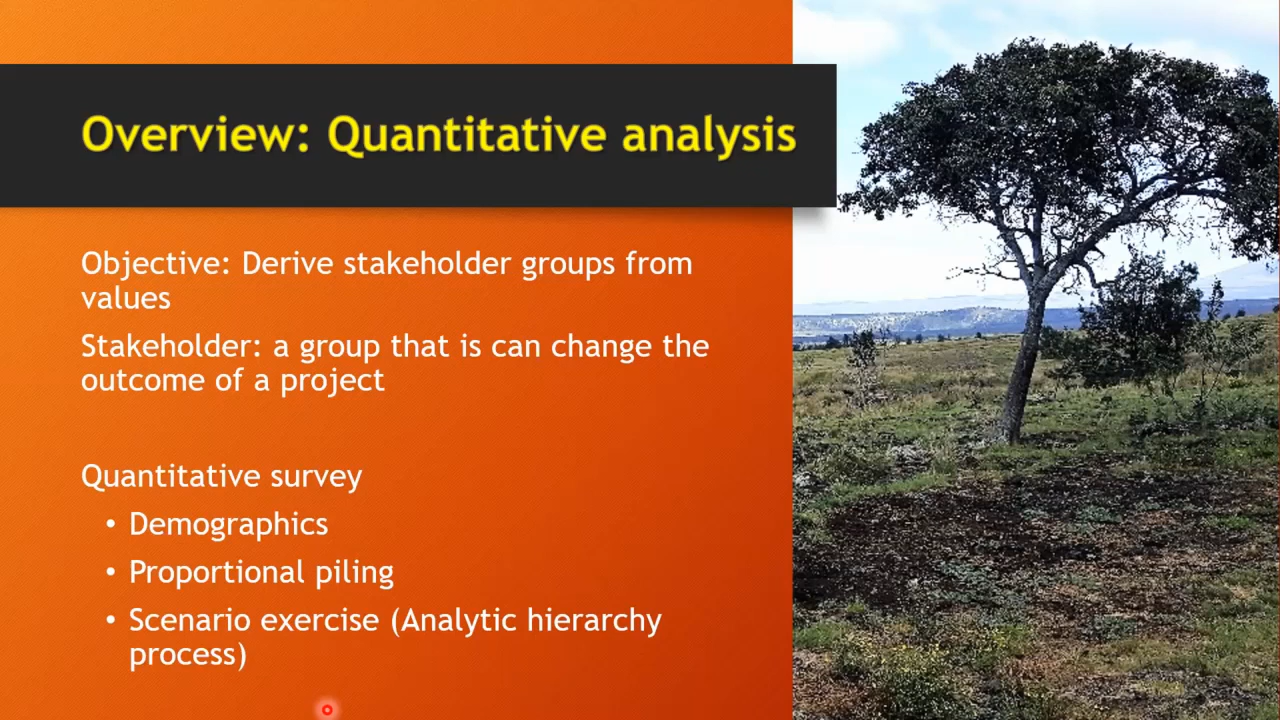 Overview: Quantitative analysis
Objective: Derive stakeholder groups from
values
Stakeholder: a group that is can change the
outcome of a project
Quantitative survey
• Demographics
• Proportional piling
• Scenario exercise (Analytic hierarchy
process)